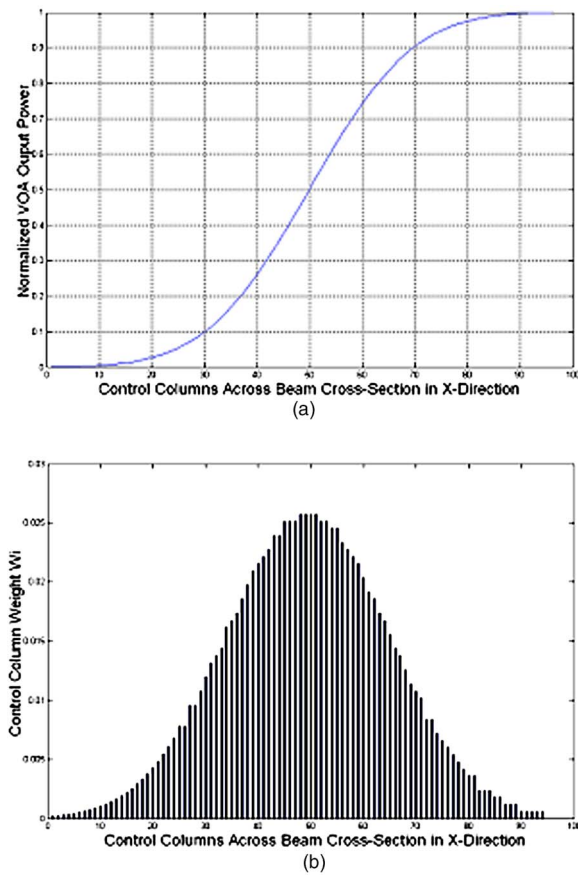 1
0.9
0.8
0.7
0.6
0.5
0.4
0.3
0.2
0.1
0
Normalized VOA Ouput Power
0 10 20 30 40 50 60 70 80 90 100
Control Columns Across Beam Cross-Section in X-Direction
(a)
0.03
0.025
0.02
0.015
0.01
0.005
0
Control Column Weight Wi
0 10 20 30 40 50 60 70 80 90 100
Control Columns Across Beam Cross-Section in X-Direction
(b)